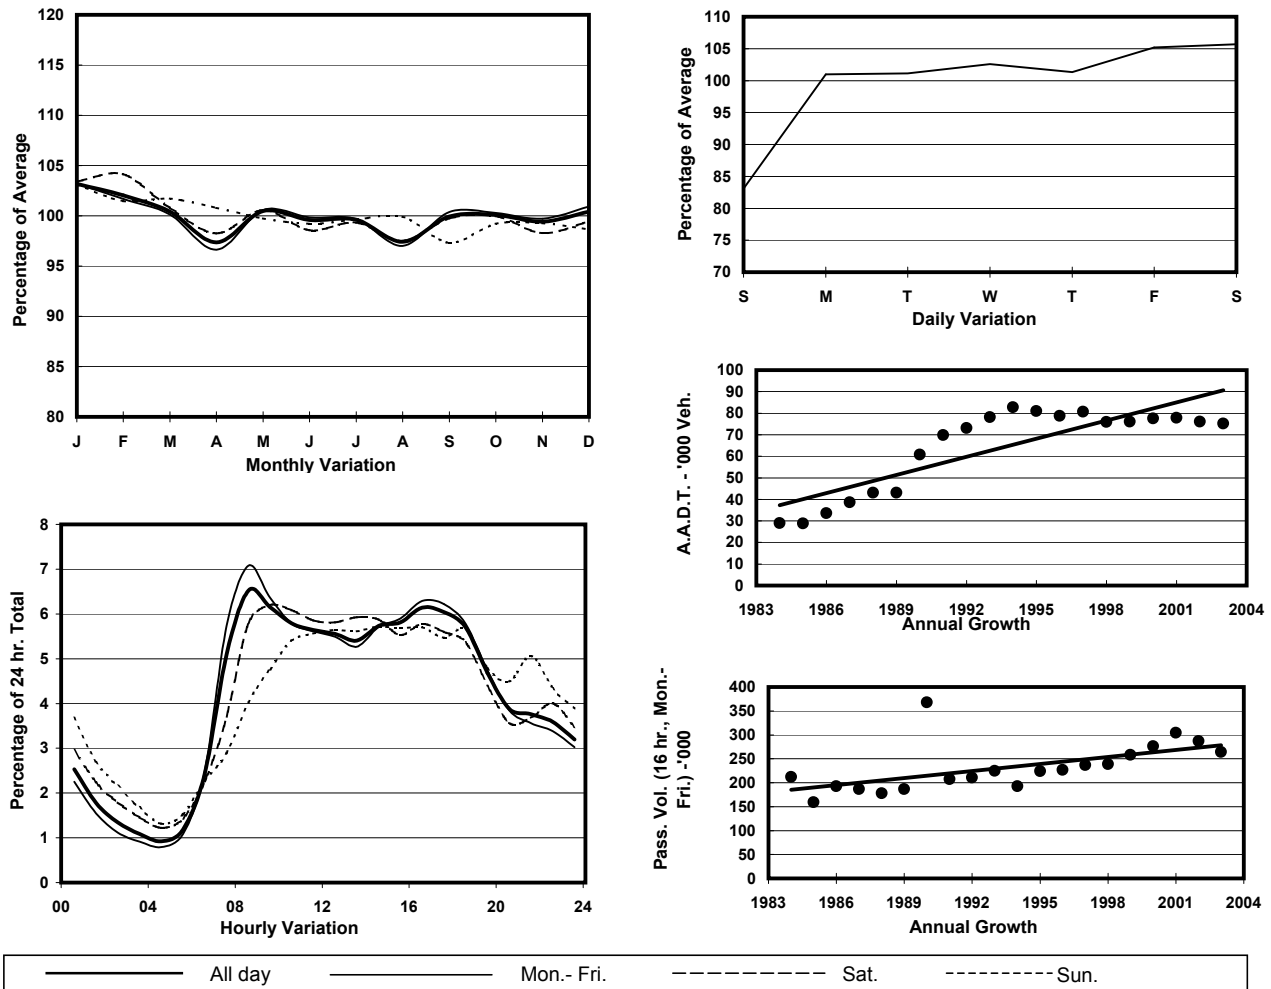 120
115
110
105
100
95
90
85
80
Percentage of Average
J F M A M J J A S O N D
Monthly Variation
110
105
100
95
90
85
80
75
70
Percentage of Average
S M T W T F S
Daily Variation
100
90
80
70
60
50
40
30
20
10
0
A.A.D.T. - '000 Veh.
1983 1986 1989 1992 1995 1998 2001 2004
Annual Growth
8
7
6
5
4
3
2
1
0
Percentage of 24 hr. Total
00 04 08 12 16 20 24
Hourly Variation
400
350
300
250
200
150
100
50
0
Pass. Vol. (16 hr., Mon.-
Fri.) -'000
1983 1986 1989 1992 1995 1998 2001 2004
Annual Growth
All day Mon.- Fri. Sat. Sun.